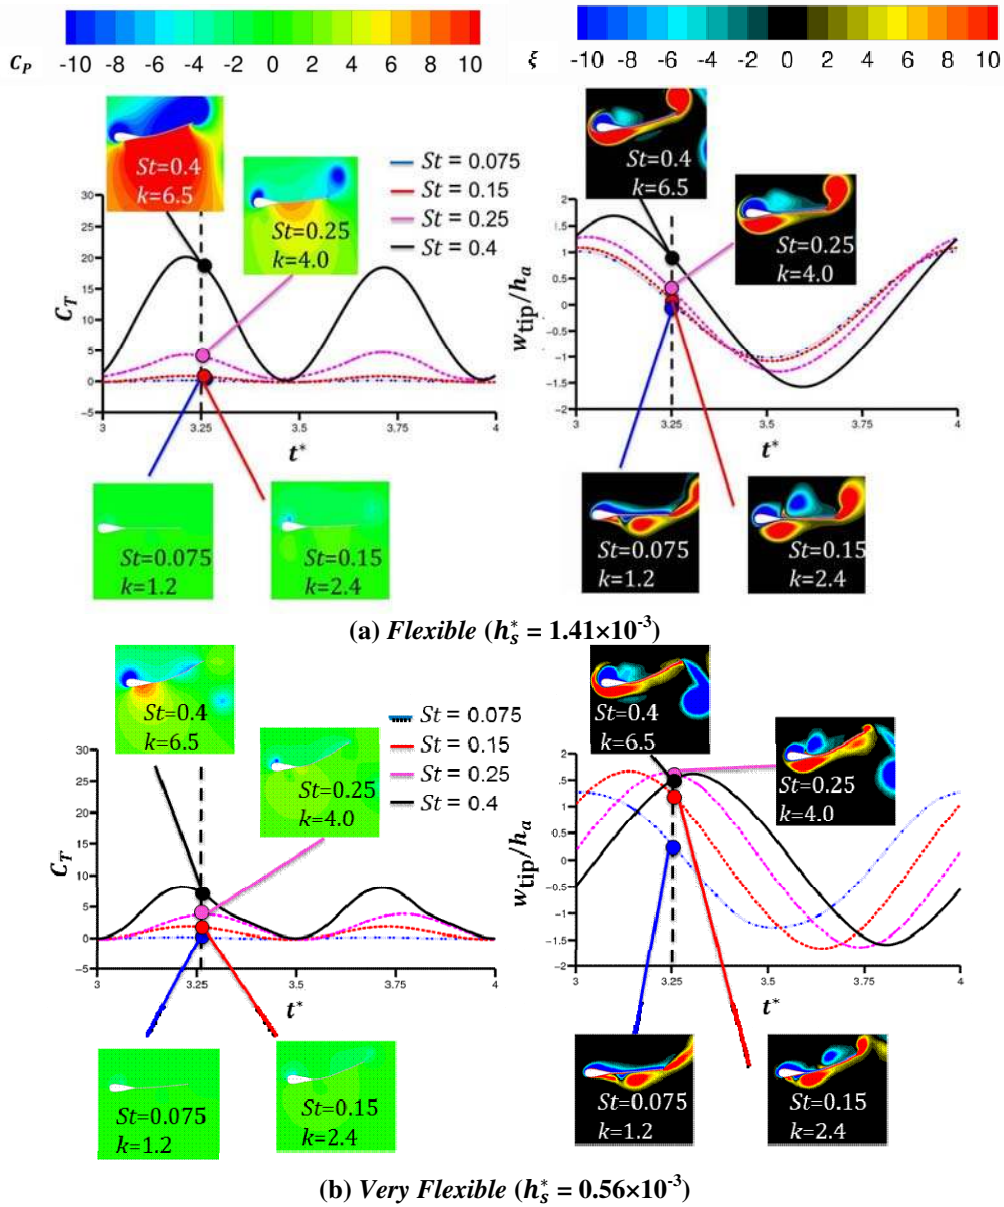 C_P -10 -8 -6 -4 -2 0 2 4 6 8 10
ξ -10 -8 -6 -4 -2 0 2 4 6 8 10
St=0.4
k=6.5
St=0.25
k=4.0
St = 0.075
St = 0.15
St = 0.25
St = 0.4
C_T
30
25
20
15
10
5
0
-5
3 3.25 3.5 3.75 4
t*
St=0.075
k=1.2
St=0.15
k=2.4
St=0.4
k=6.5
St=0.25
k=4.0
w_tip/h_a
2
1.5
1
0.5
0
-0.5
-1
-1.5
-2
3 3.25 3.5 3.75 4
t*
St=0.075
k=1.2
St=0.15
k=2.4
(a) Flexible (h_s^* = 1.41×10^-3)
St=0.4
k=6.5
St=0.25
k=4.0
St = 0.075
St = 0.15
St = 0.25
St = 0.4
C_T
30
25
20
15
10
5
0
-5
3 3.25 3.5 3.75 4
t*
St=0.075
k=1.2
St=0.15
k=2.4
St=0.4
k=6.5
St=0.25
k=4.0
w_tip/h_a
2
1.5
1
0.5
0
-0.5
-1
-1.5
-2
3 3.25 3.5 3.75 4
t*
St=0.075
k=1.2
St=0.15
k=2.4
(b) Very Flexible (h_s^* = 0.56×10^-3)